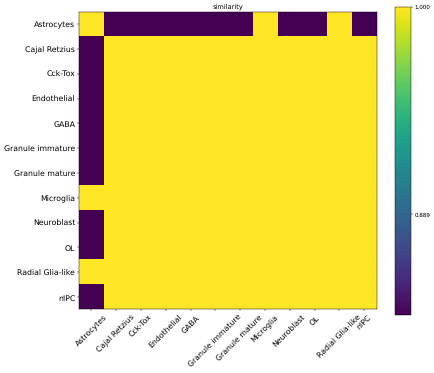 similarity
Astrocytes
Cajal Retzius
Cck-Tox
Endothelial
GABA
Granule immature
Granule mature
Microglia
Neuroblast
OL
Radial Glia-like
nIPC
Astrocytes
Cajal Retzius
Cck-Tox
Endothelial
GABA
Granule immature
Granule mature
Microglia
Neuroblast
OL
Radial Glia-like
nIPC
1.000
0.889